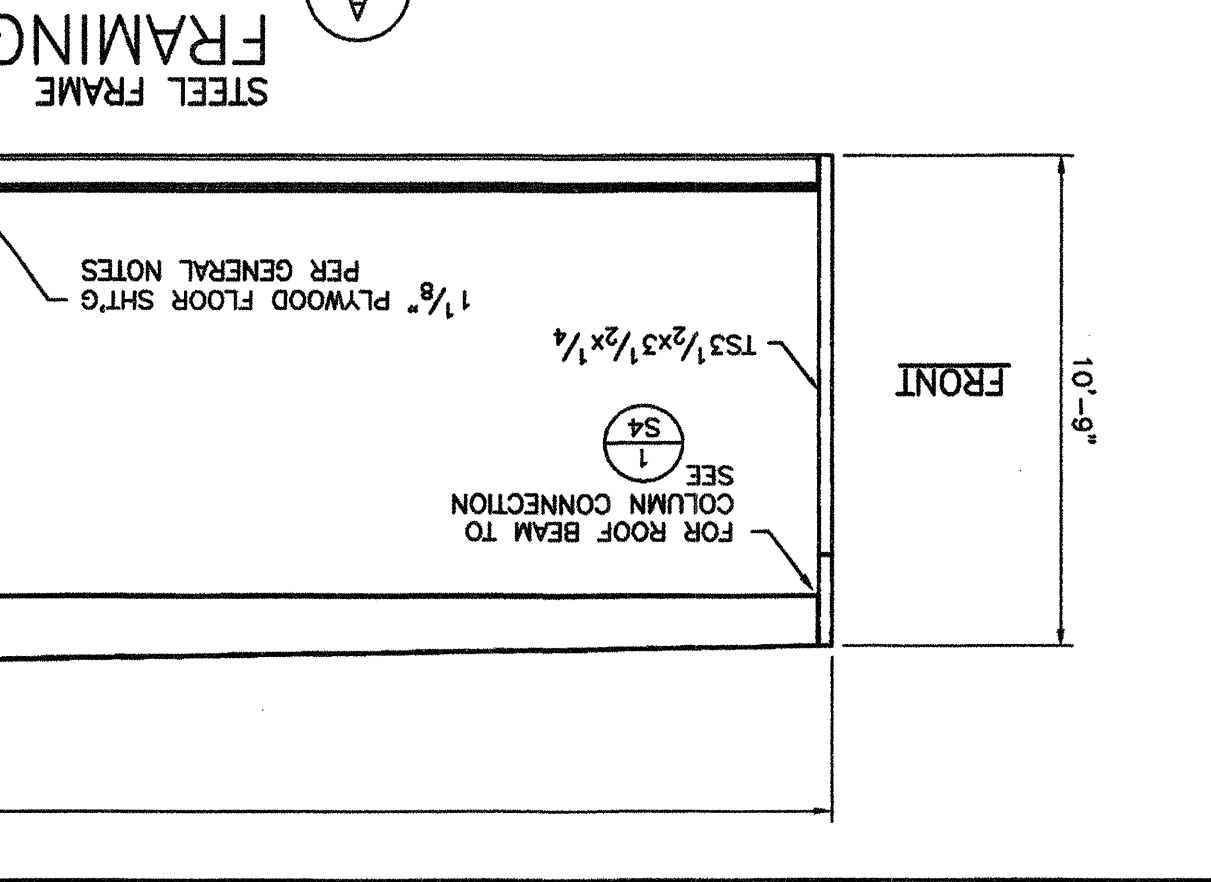 FOR ROOF BEAM TO
COLUMN CONNECTION
SEE
1
S4
10'-9"
FRONT
TS3 1/2x3 1/2x1/4
1 1/8" PLYWOOD FLOOR SHT'G
PER GENERAL NOTES
STEEL FRAME
FRAMING
A